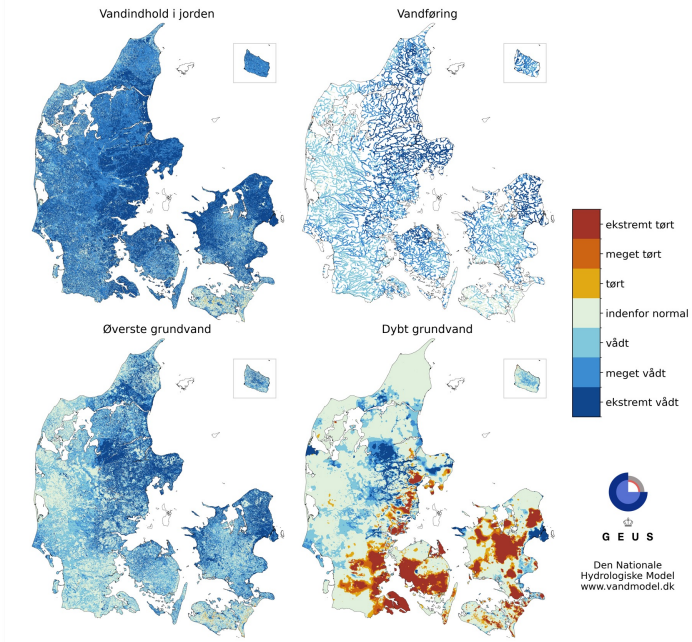 Vandindhold i jorden
Vandføring
Øverste grundvand
Dybt grundvand
ekstremt tørt
meget tørt
tørt
indenfor normal
vådt
meget vådt
ekstremt vådt
GEUS
Den Nationale
Hydrologiske Model
www.vandmodel.dk